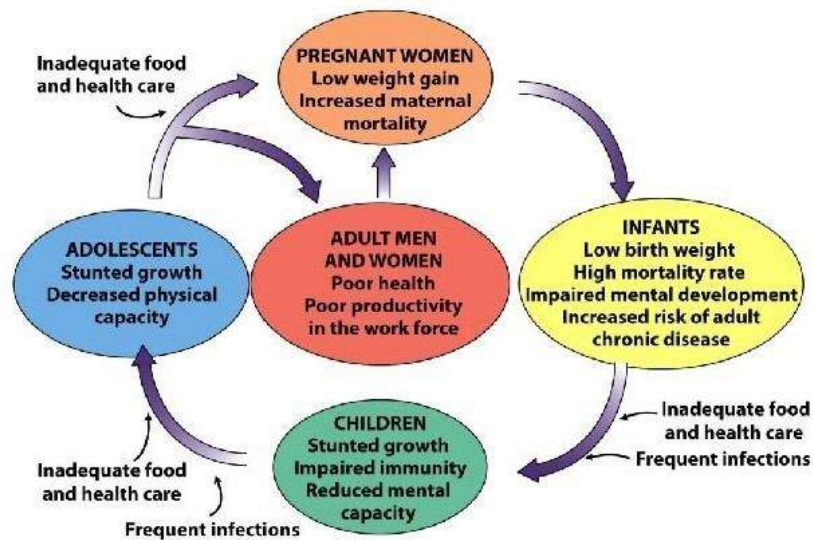 Inadequate food
and health care
PREGNANT WOMEN
Low weight gain
Increased maternal
mortality
ADOLESCENTS
Stunted growth
Decreased physical
capacity
ADULT MEN
AND WOMEN
Poor health
Poor productivity
in the work force
INFANTS
Low birth weight
High mortality rate
Impaired mental development
Increased risk of adult
chronic disease
Inadequate food
and health care
Frequent infections
CHILDREN
Stunted growth
Impaired immunity
Reduced mental
capacity
Inadequate food
and health care
Frequent infections